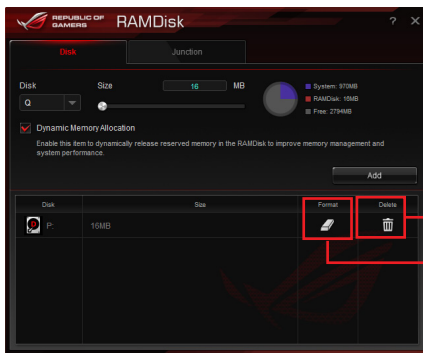 REPUBLIC OF
GAMERS
RAMDisk
? X
Disk
Junction
Disk
Size
16
MB
Q
System: 970MB
RAMDisk: 16MB
Free: 2794MB
Dynamic Memory Allocation
Enable this item to dynamically release reserved memory in the RAMDisk to improve memory management and
system performance.
Add
Disk
Size
Format
Delete
P:
16MB